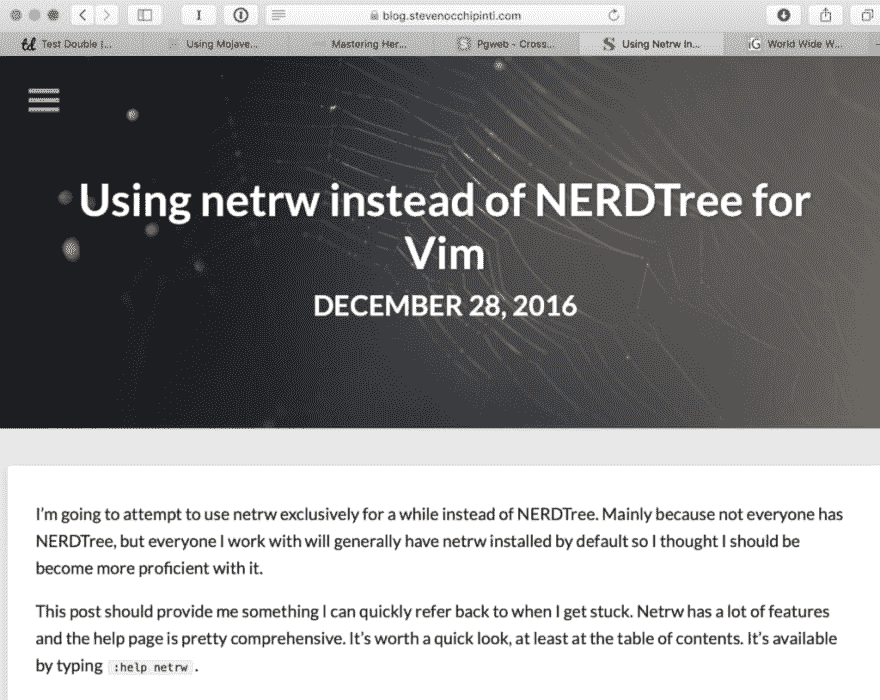 I
blog.stevenocchipinti.com
td Test Double |...
Using Mojave...
Mastering Her...
Pgweb - Cross...
S Using Netrw In...
iG World Wide W...
Using netrw instead of NERDTree for
Vim
DECEMBER 28, 2016
I'm going to attempt to use netrw exclusively for a while instead of NERDTree. Mainly because not everyone has
NERDTree, but everyone I work with will generally have netrw installed by default so I thought I should be
become more proficient with it.
This post should provide me something I can quickly refer back to when I get stuck. Netrw has a lot of features
and the help page is pretty comprehensive. It's worth a quick look, at least at the table of contents. It's available
by typing :help netrw .